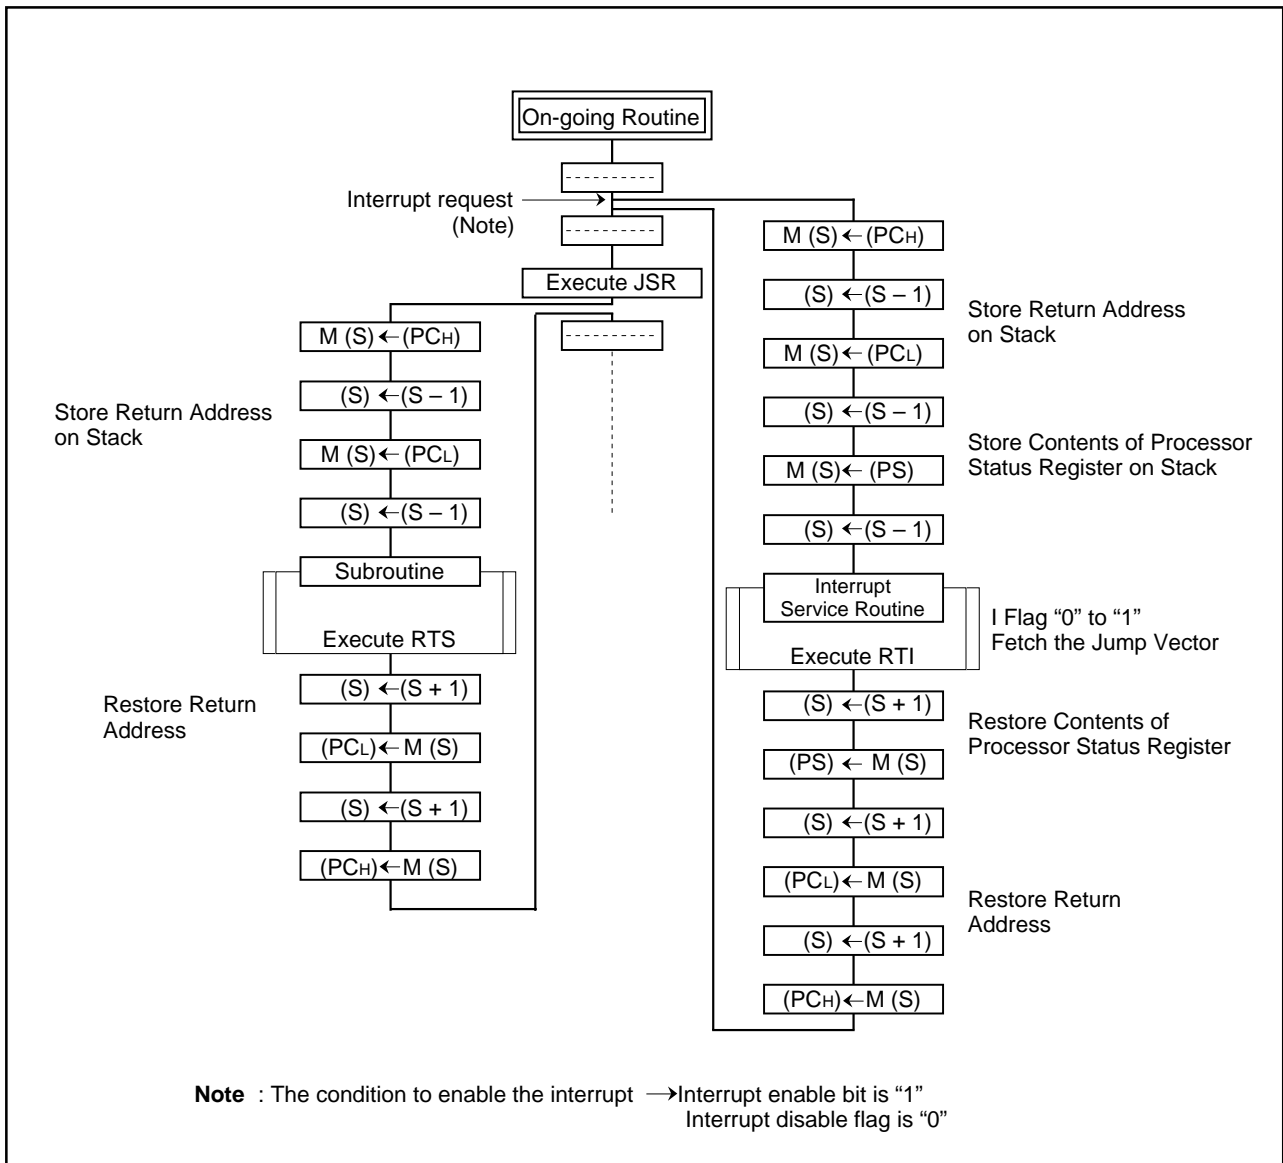 On-going Routine
Interrupt request
(Note)
Execute JSR
M (S) ← (PCH)
(S) ← (S – 1)
M (S) ← (PCL)
(S) ← (S – 1)
Store Return Address
on Stack
Subroutine
Execute RTS
(S) ← (S + 1)
(PCL) ← M (S)
(S) ← (S + 1)
(PCH) ← M (S)
Restore Return
Address
M (S) ← (PCH)
(S) ← (S – 1)
M (S) ← (PCL)
(S) ← (S – 1)
M (S) ← (PS)
(S) ← (S – 1)
Store Return Address
on Stack
Store Contents of Processor
Status Register on Stack
Interrupt
Service Routine
Execute RTI
I Flag “0” to “1”
Fetch the Jump Vector
(S) ← (S + 1)
(PS) ← M (S)
(S) ← (S + 1)
(PCL) ← M (S)
(S) ← (S + 1)
(PCH) ← M (S)
Restore Contents of
Processor Status Register
Restore Return
Address
Note : The condition to enable the interrupt → Interrupt enable bit is “1”
Interrupt disable flag is “0”